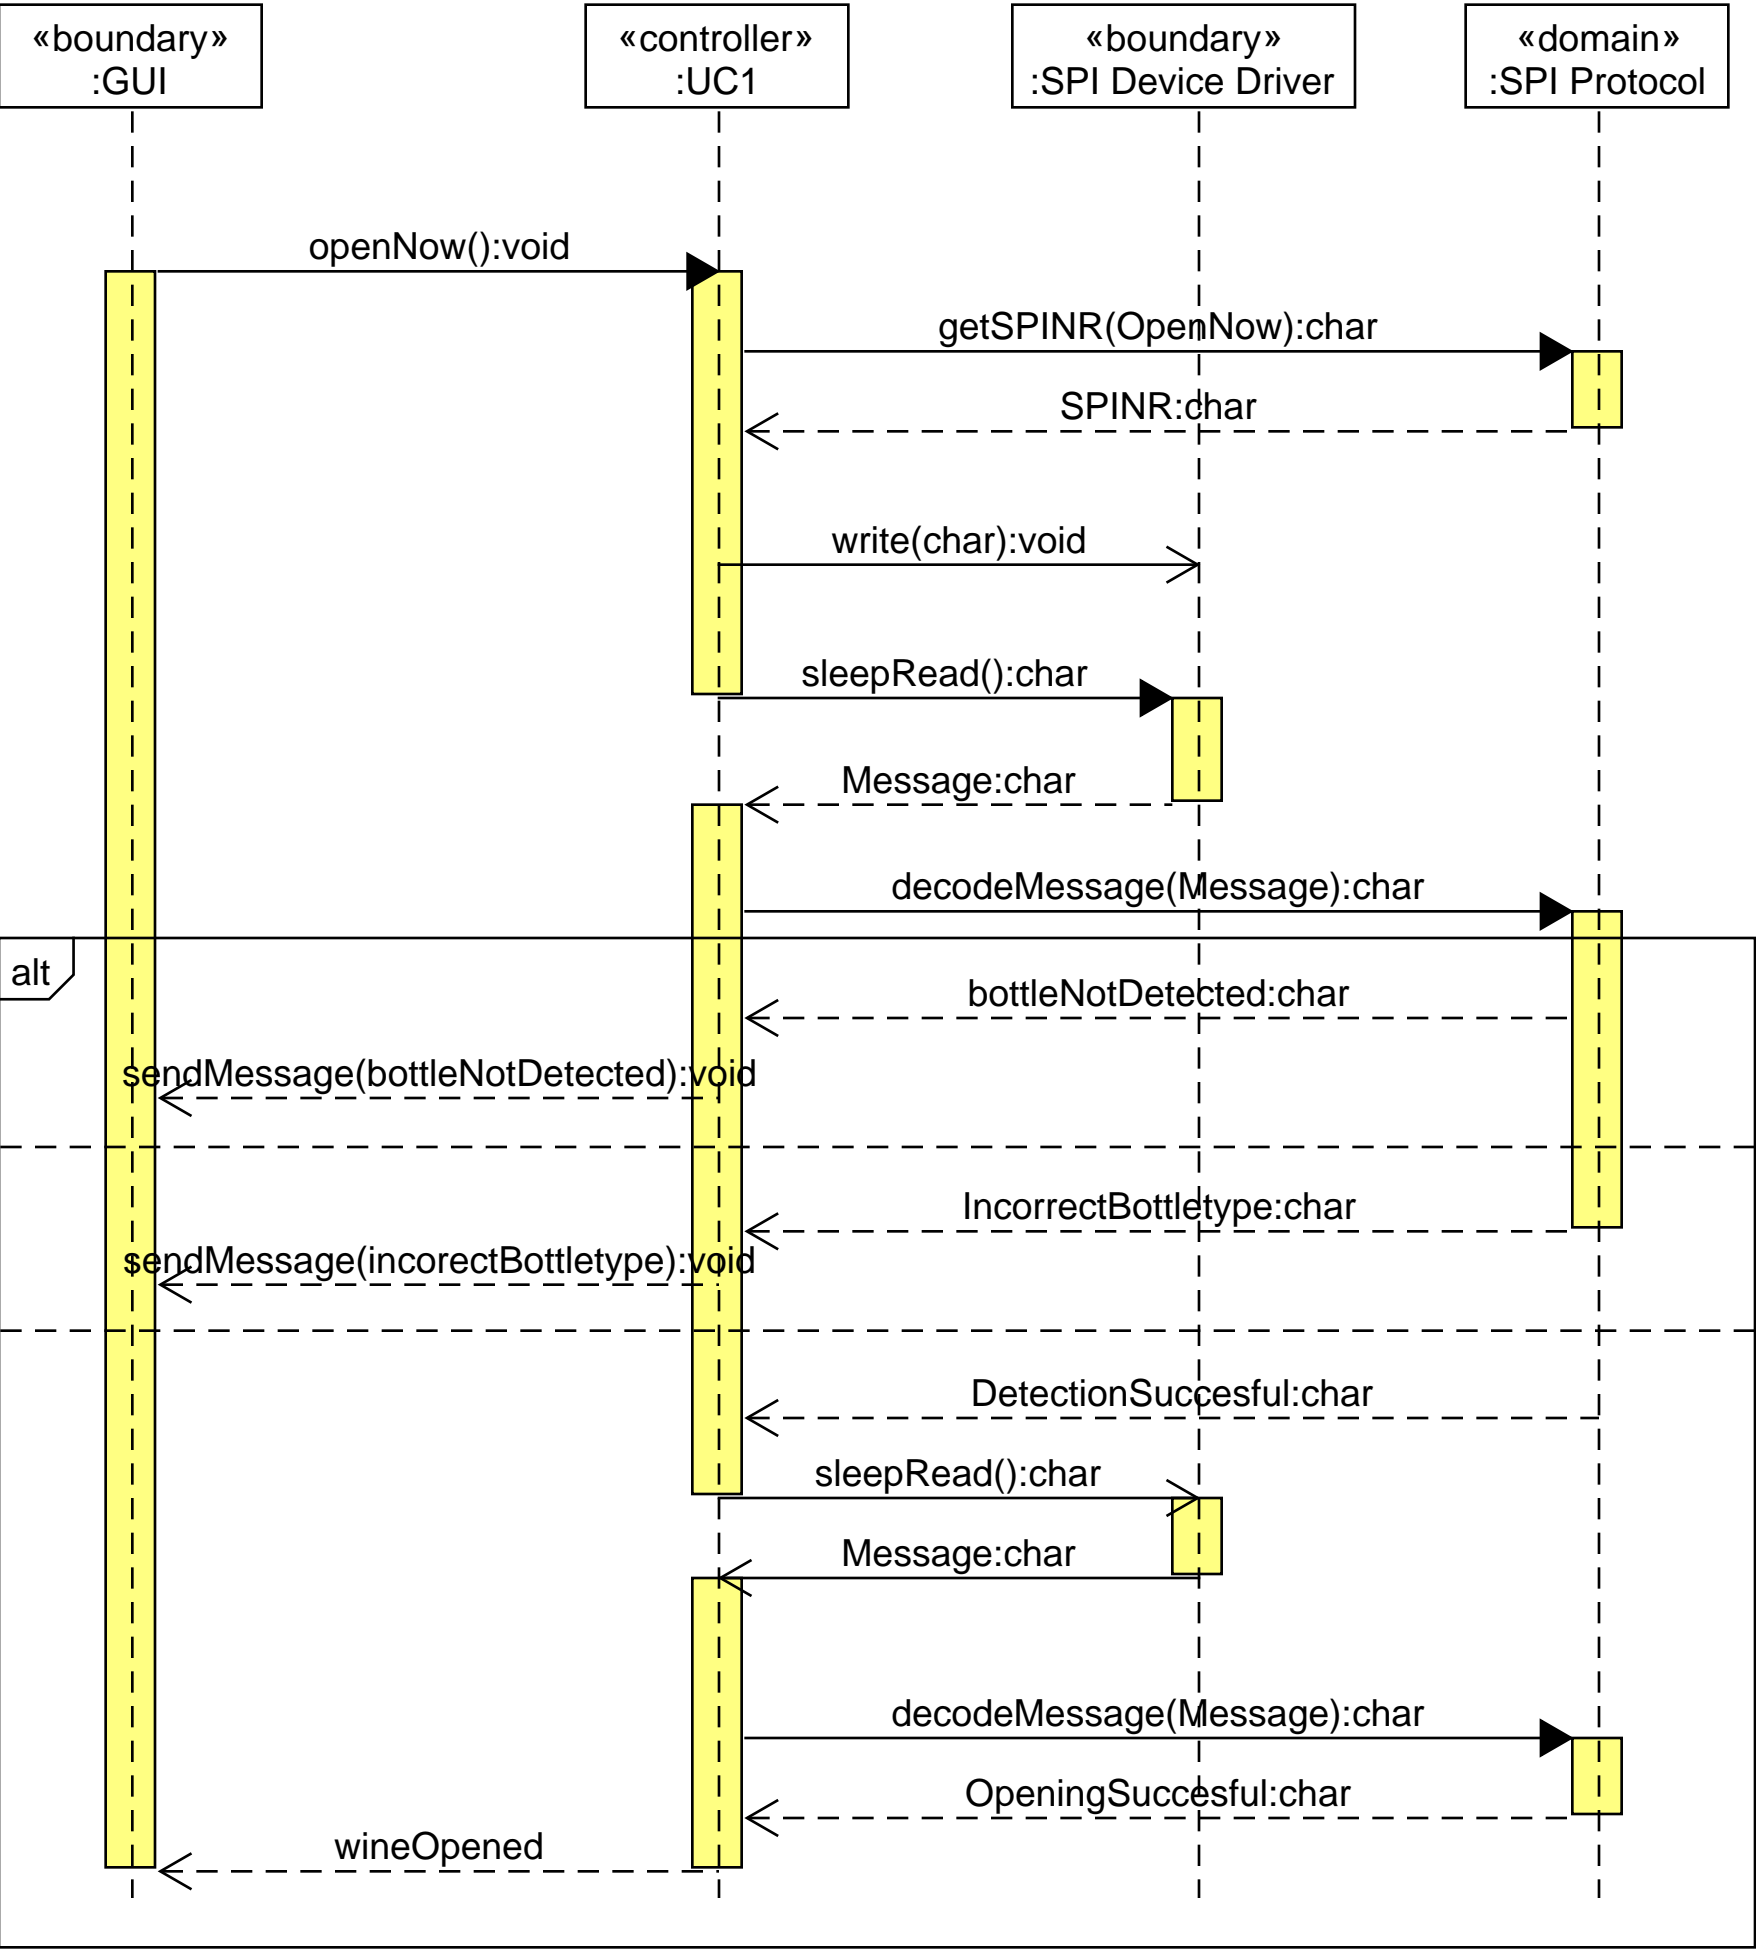 «boundary»
:GUI
«controller»
:UC1
«boundary»
:SPI Device Driver
«domain»
:SPI Protocol
openNow():void
getSPINR(OpenNow):char
SPINR:char
write(char):void
sleepRead():char
Message:char
decodeMessage(Message):char
alt
bottleNotDetected:char
sendMessage(bottleNotDetected):void
IncorrectBottletype:char
sendMessage(incorectBottletype):void
DetectionSuccesful:char
sleepRead():char
Message:char
decodeMessage(Message):char
OpeningSuccesful:char
wineOpened